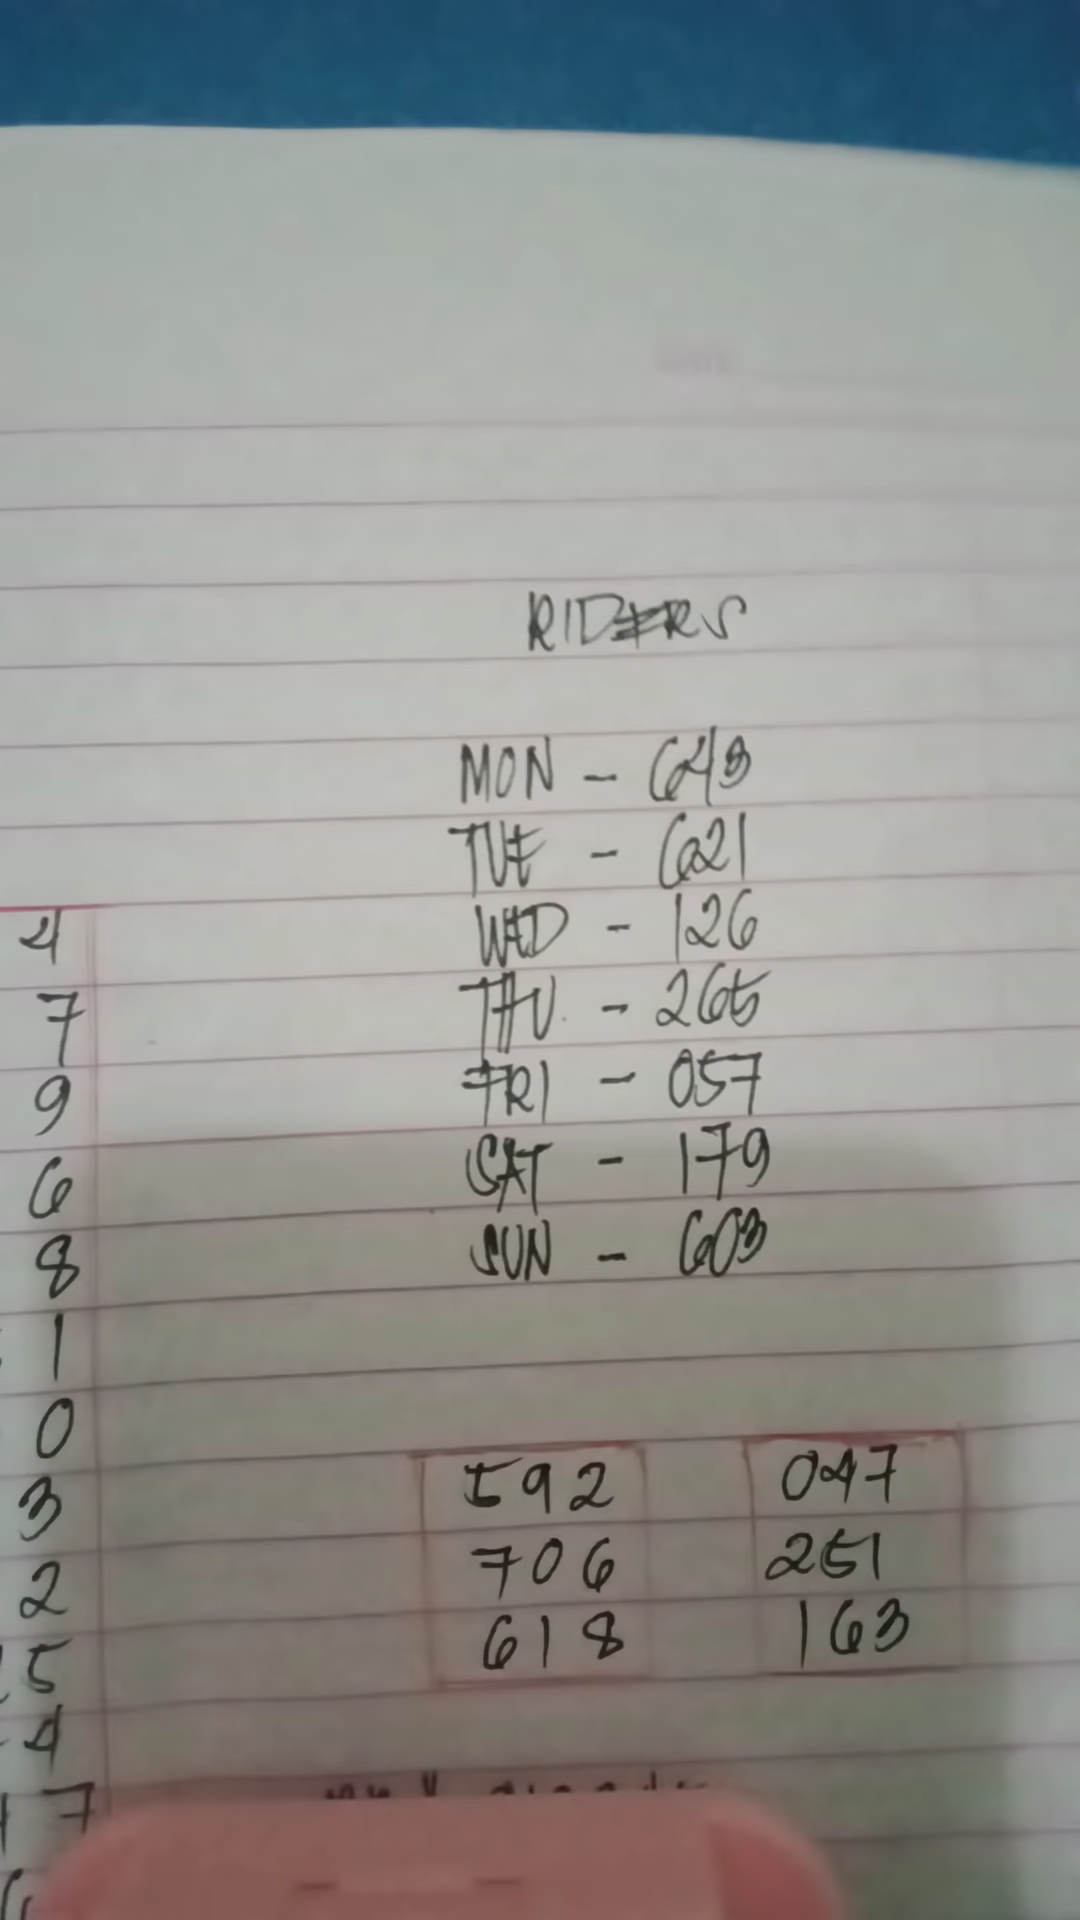 RIDERS
MON - 643
TUE - 621
WED - 126
THU - 265
FRI - 057
SAT - 179
SUN - 603
4
7
9
6
8
1
0
3
2
5
4
7
592 047
706 251
618 163